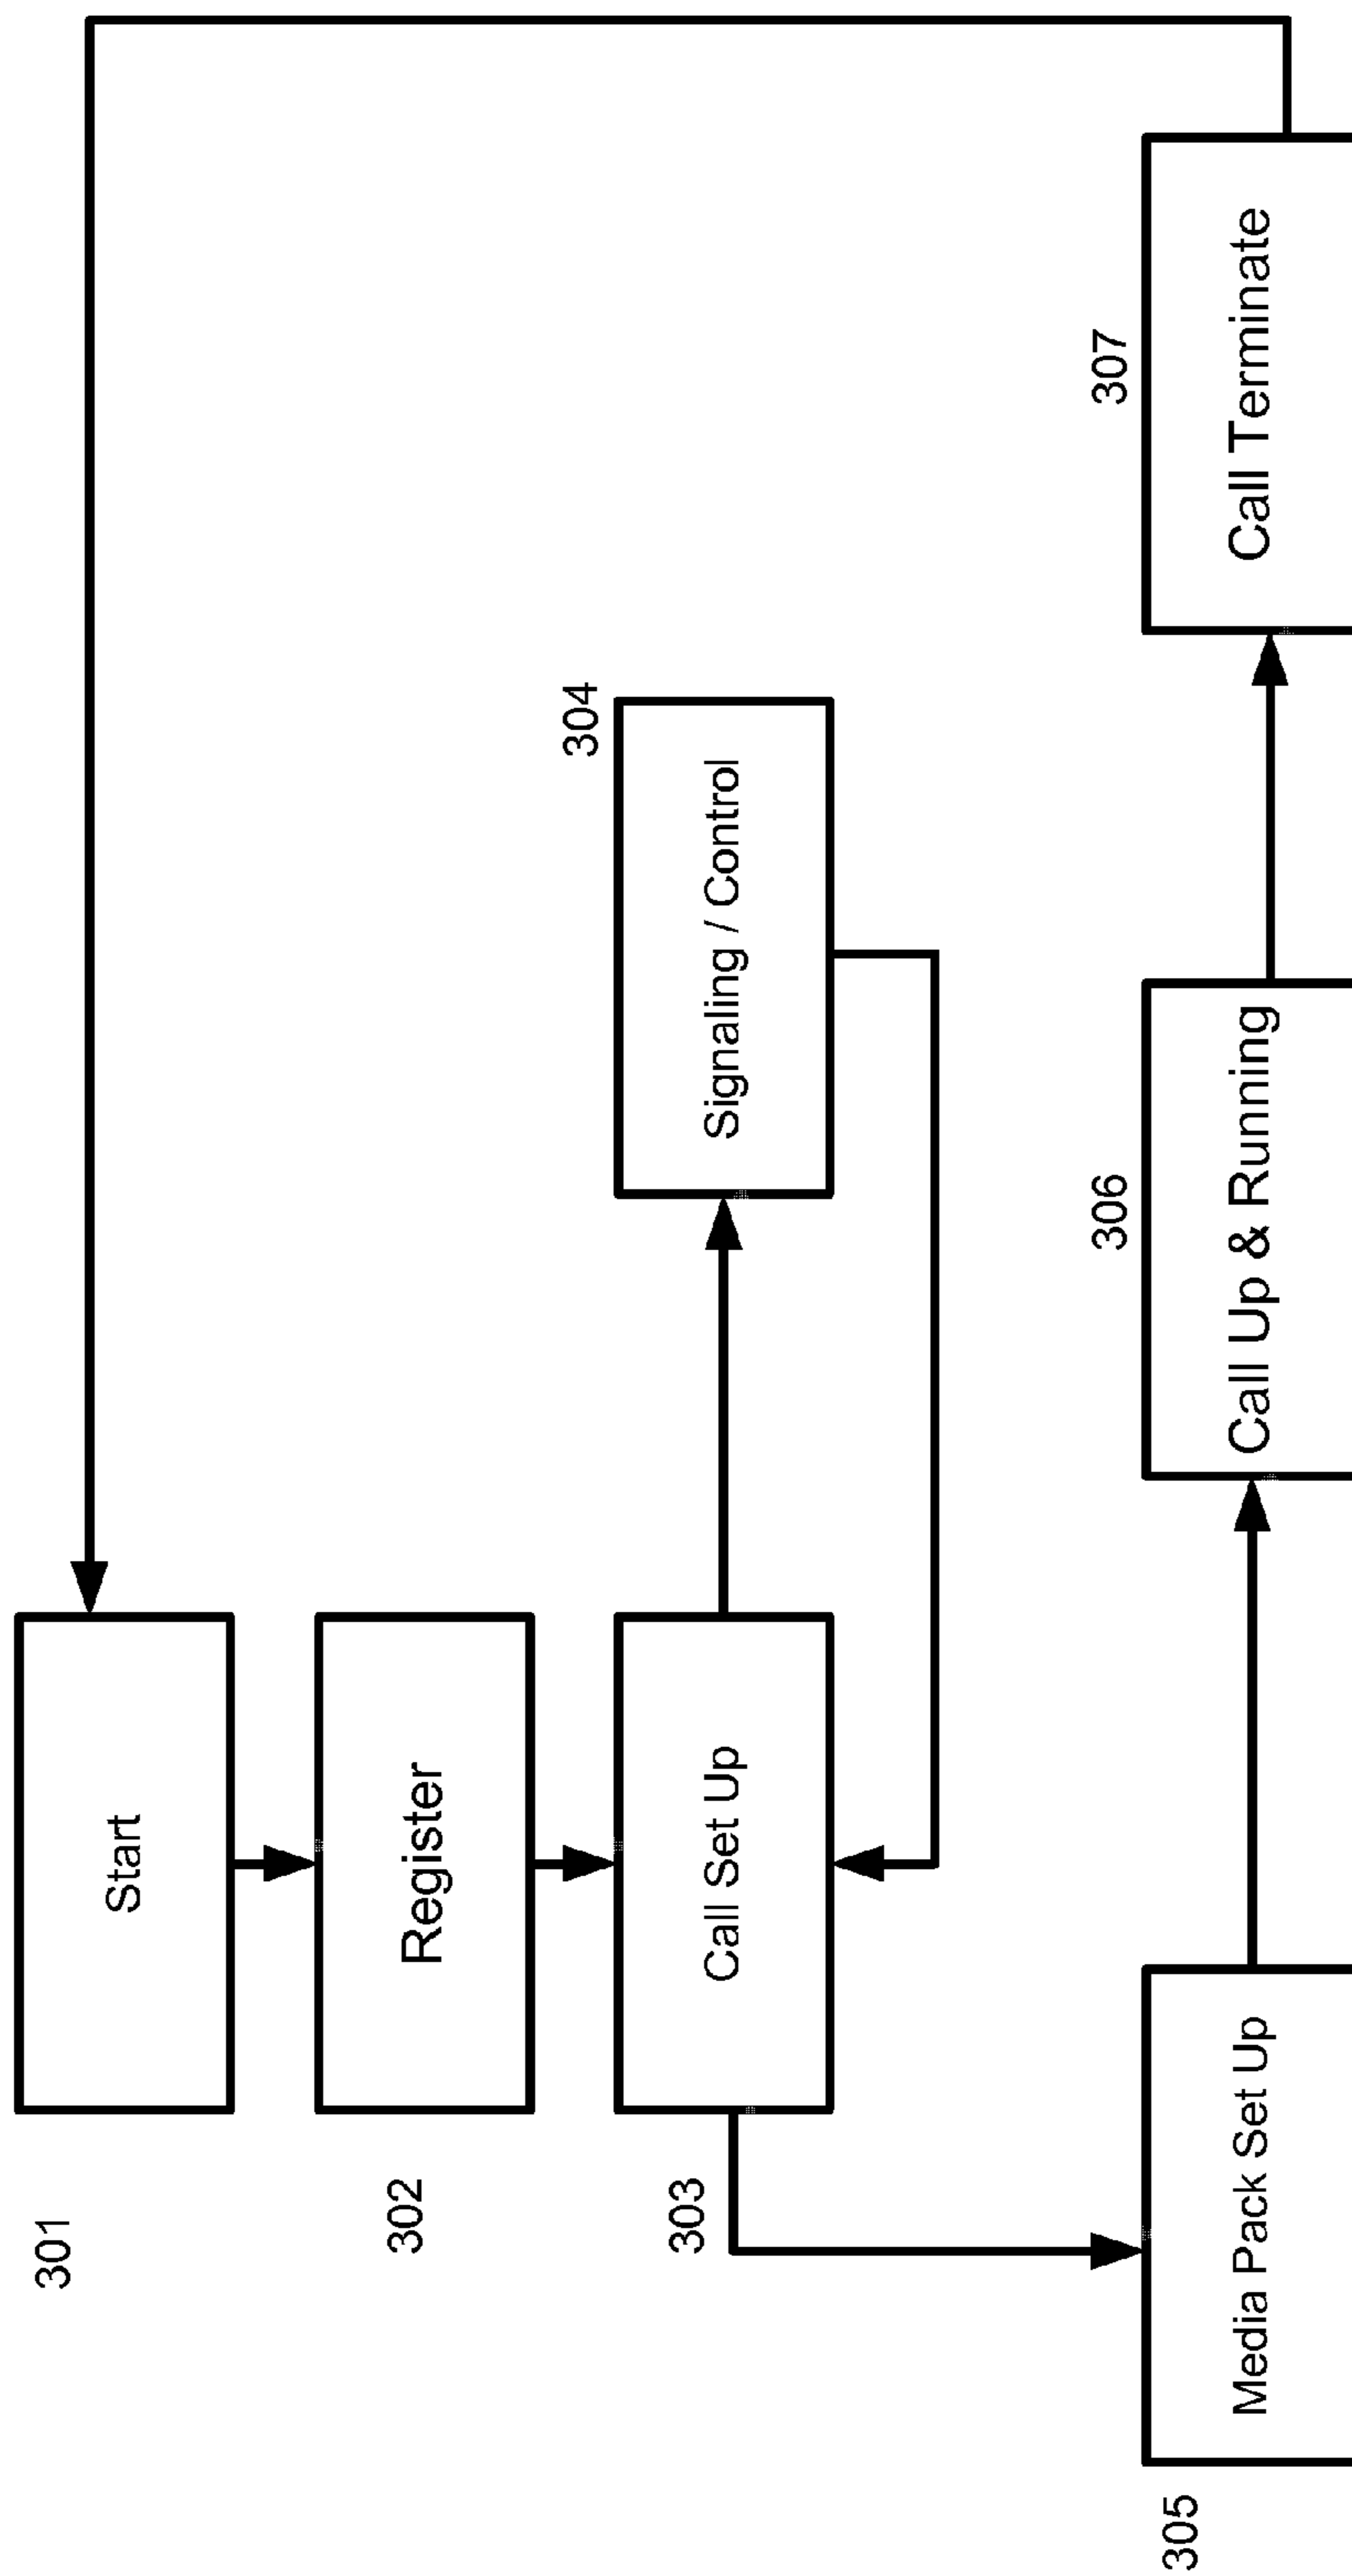 301
Start
302
Register
303
Call Set Up
304
Signaling / Control
305
Media Pack Set Up
306
Call Up & Running
307
Call Terminate